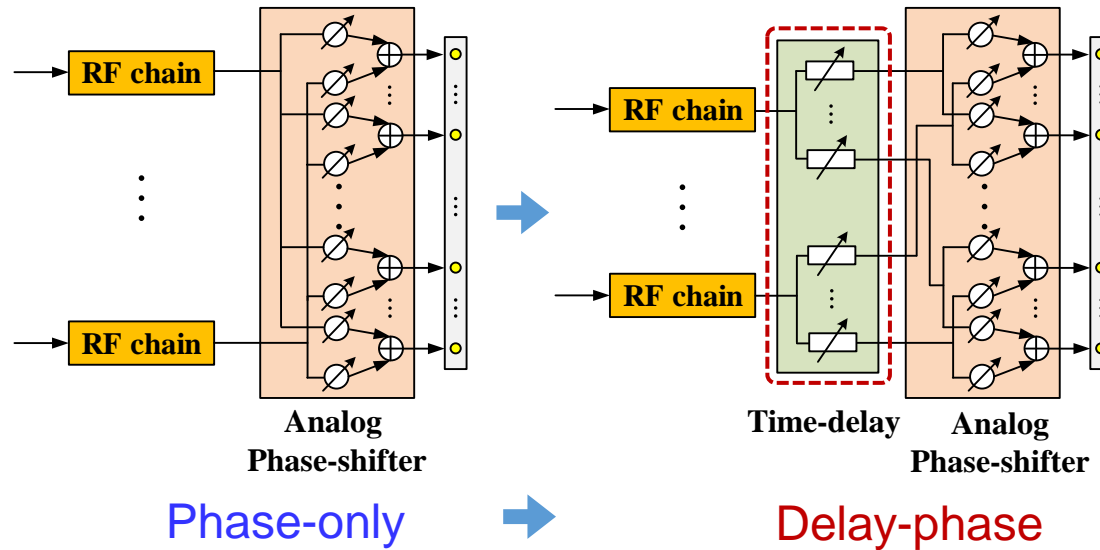 RF chain
RF chain
Analog
Phase-shifter
Phase-only
RF chain
RF chain
Time-delay
Analog
Phase-shifter
Delay-phase